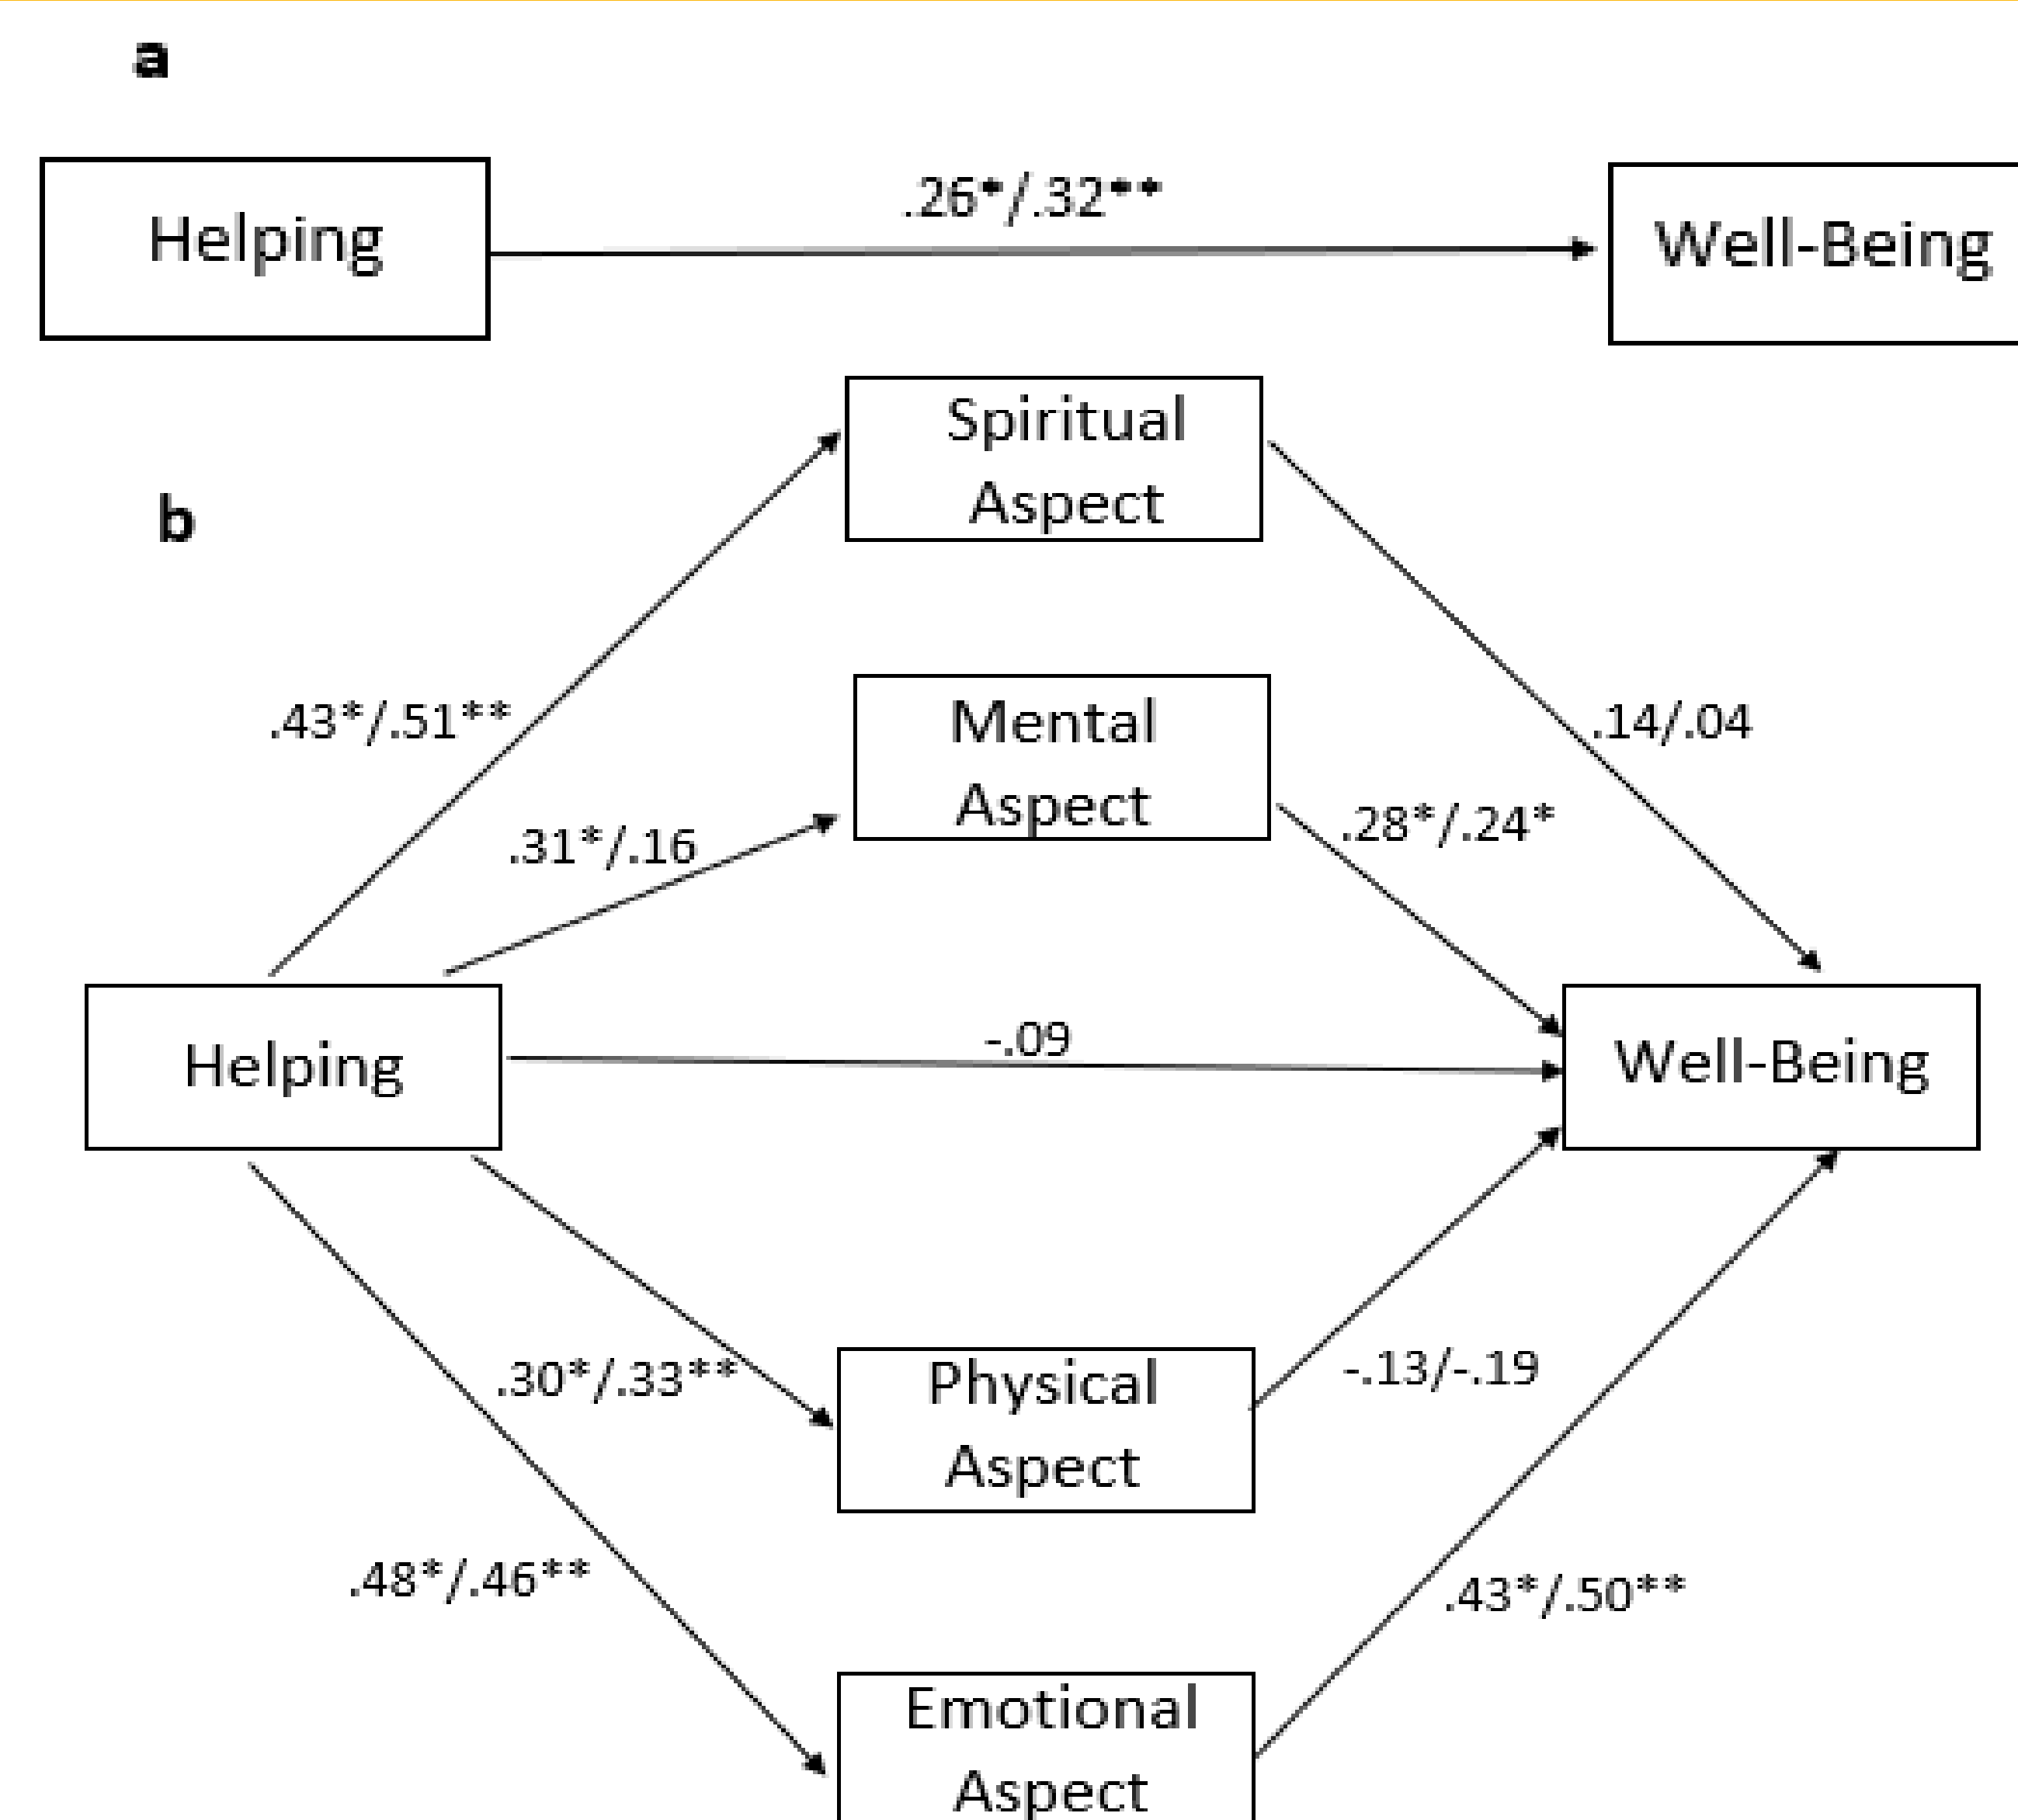 a
Helping
.26*/.32**
Well-Being
Spiritual
Aspect
b
.43*/.51**
Mental
Aspect
.14/.04
.31*/.16
.28*/.24*
Helping
-.09
Well-Being
.30*/.33**
Physical
Aspect
-.13/-.19
.48*/.46**
.43*/.50**
Emotional
Aspect